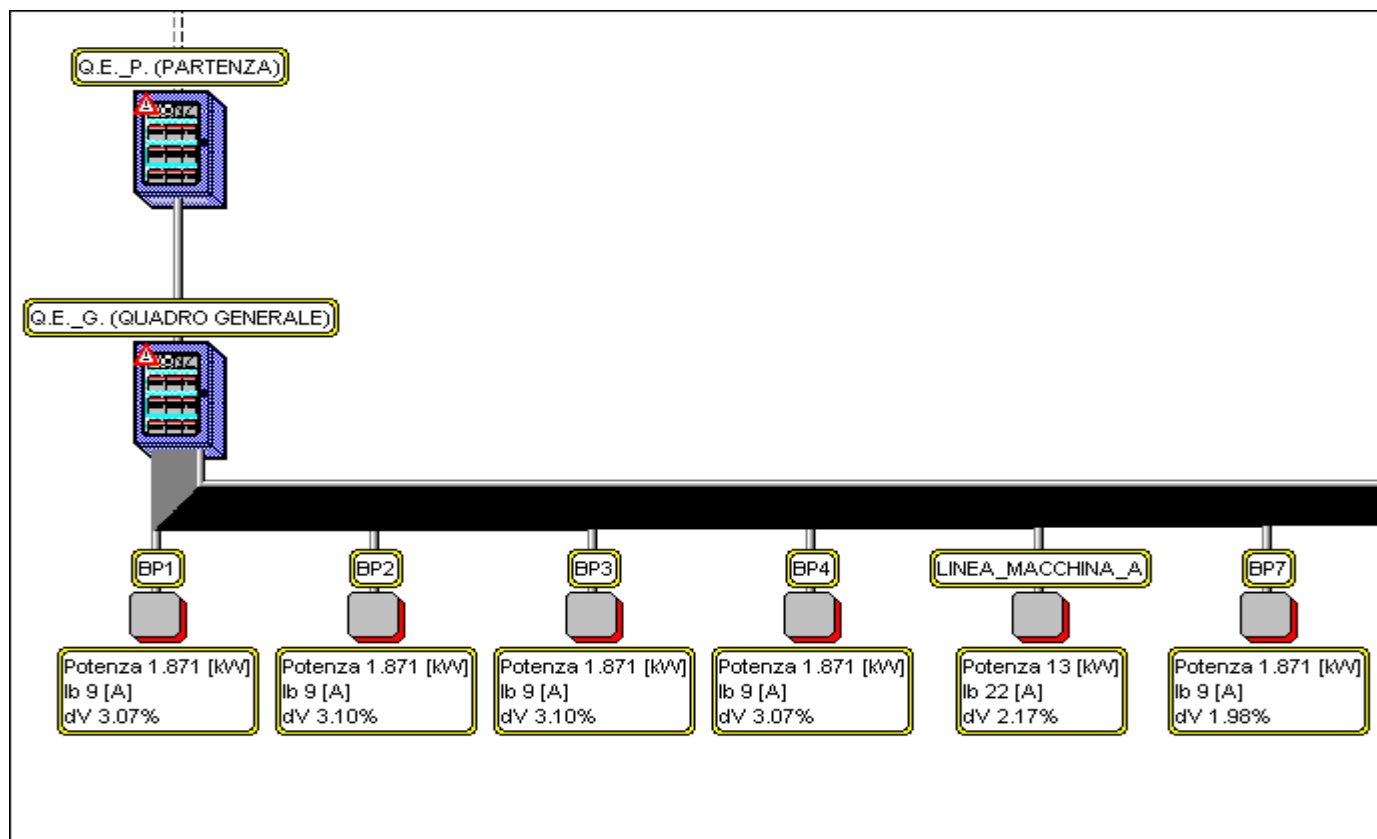 Q.E._P. (PARTENZA)
Q.E._G. (QUADRO GENERALE)
BP1
BP2
BP3
BP4
LINEA_MACCHINA_A
BP7
Potenza 1.871 [kW]
Ib 9 [A]
dV 3.07%
Potenza 1.871 [kW]
Ib 9 [A]
dV 3.10%
Potenza 1.871 [kW]
Ib 9 [A]
dV 3.10%
Potenza 1.871 [kW]
Ib 9 [A]
dV 3.07%
Potenza 13 [kW]
Ib 22 [A]
dV 2.17%
Potenza 1.871 [kW]
Ib 9 [A]
dV 1.98%